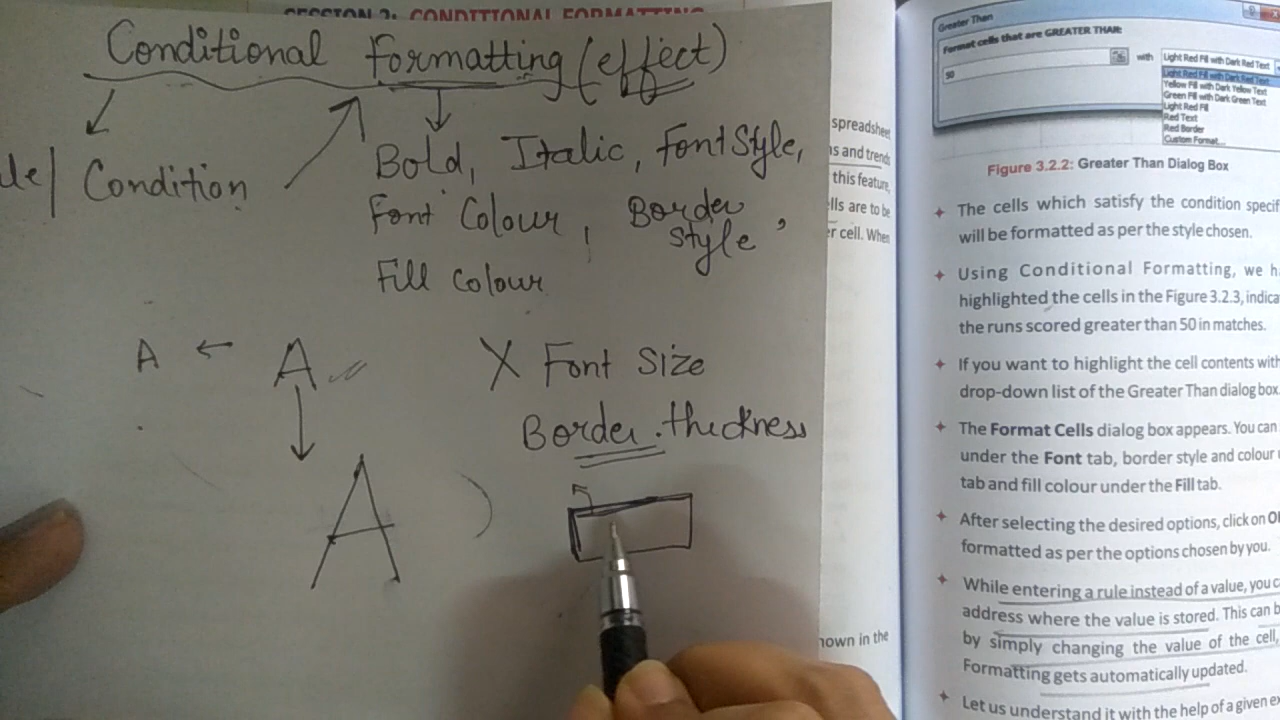 SESSION 2: CONDITIONAL FORMATTING
Conditional Formatting (effect)
Condition
Bold, Italic, Font Style,
Font Colour, Border Style,
Fill Colour
A ← A
X Font Size
Border thickness
A
spreadsheet
and trends
this feature,
are to be
cell. When
own in the
Greater Than
Format cells that are GREATER THAN:
50
with
Light Red Fill with Dark Red Text
Light Red Fill with Dark Red Text
Yellow Fill with Dark Yellow Text
Green Fill with Dark Green Text
Light Red Fill
Red Text
Red Border
Custom Format...
Figure 3.2.2: Greater Than Dialog Box
The cells which satisfy the condition
will be formatted as per the style chosen.
Using Conditional Formatting, we
highlighted the cells in the Figure 3.2.3,
the runs scored greater than 50 in matches.
If you want to highlight the cell contents
drop-down list of the Greater Than dialog box
The Format Cells dialog box appears. You can
under the Font tab, border style and colour
tab and fill colour under the Fill tab.
After selecting the desired options, click on
formatted as per the options chosen by you.
While entering a rule instead of a value, you
address where the value is stored. This can
by simply changing the value of the cell,
Formatting gets automatically updated.
Let us understand it with the help of a given